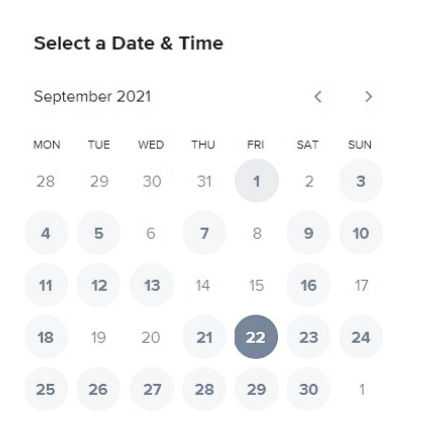 Select a Date & Time
September 2021
MON TUE WED THU FRI SAT SUN
28 29 30 31 1 2 3
4 5 6 7 8 9 10
11 12 13 14 15 16 17
18 19 20 21 22 23 24
25 26 27 28 29 30 1